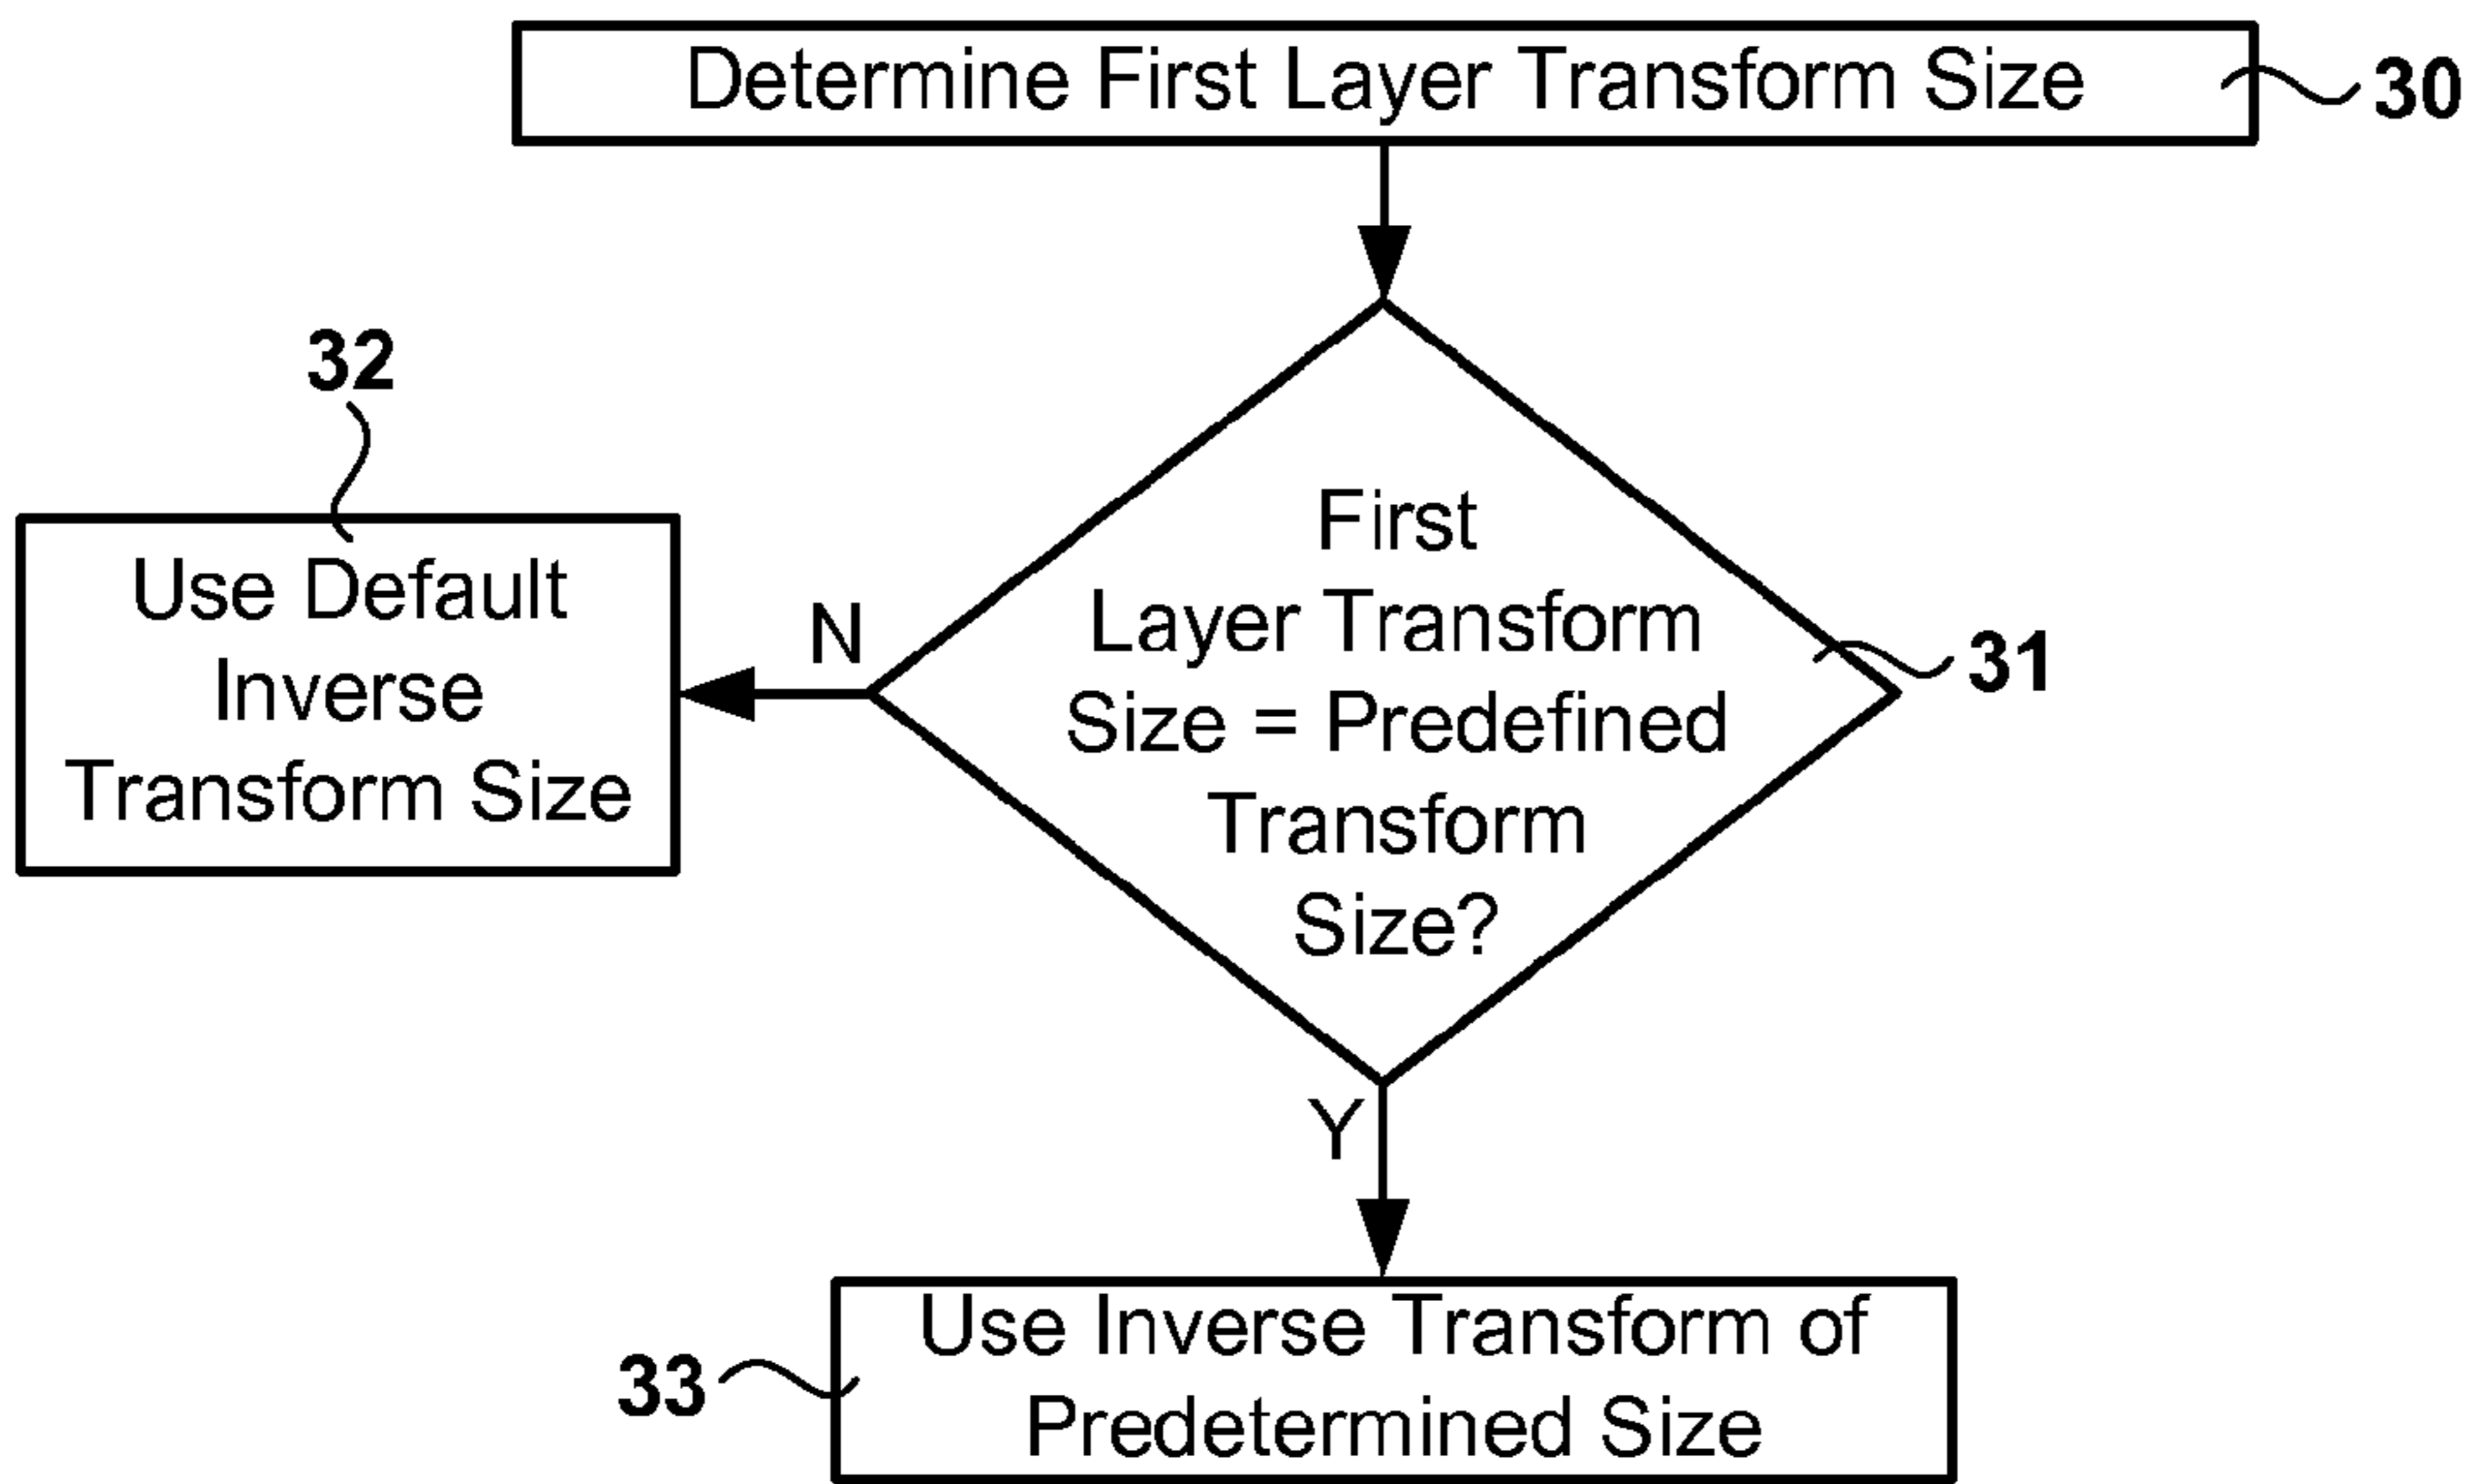 Determine First Layer Transform Size
30
32
Use Default
Inverse
Transform Size
N
First
Layer Transform
Size = Predefined
Transform
Size?
31
Y
33
Use Inverse Transform of
Predetermined Size